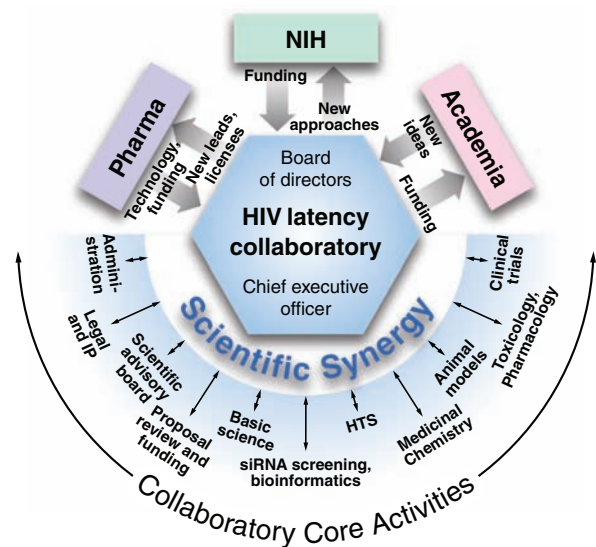 NIH
Funding
New
approaches
Pharma
New leads,
licenses
Technology,
funding
Academia
New
ideas
Funding
Board
of directors
HIV latency
collaboratory
Chief executive
officer
Scientific Synergy
Admini-
stration
Legal
and IP
Scientific
advisory
board
Proposal
review and
funding
Basic
science
siRNA screening,
bioinformatics
HTS
Medicinal
Chemistry
Animal
models
Toxicology,
Pharmacology
Clinical
trials
Collaboratory Core Activities